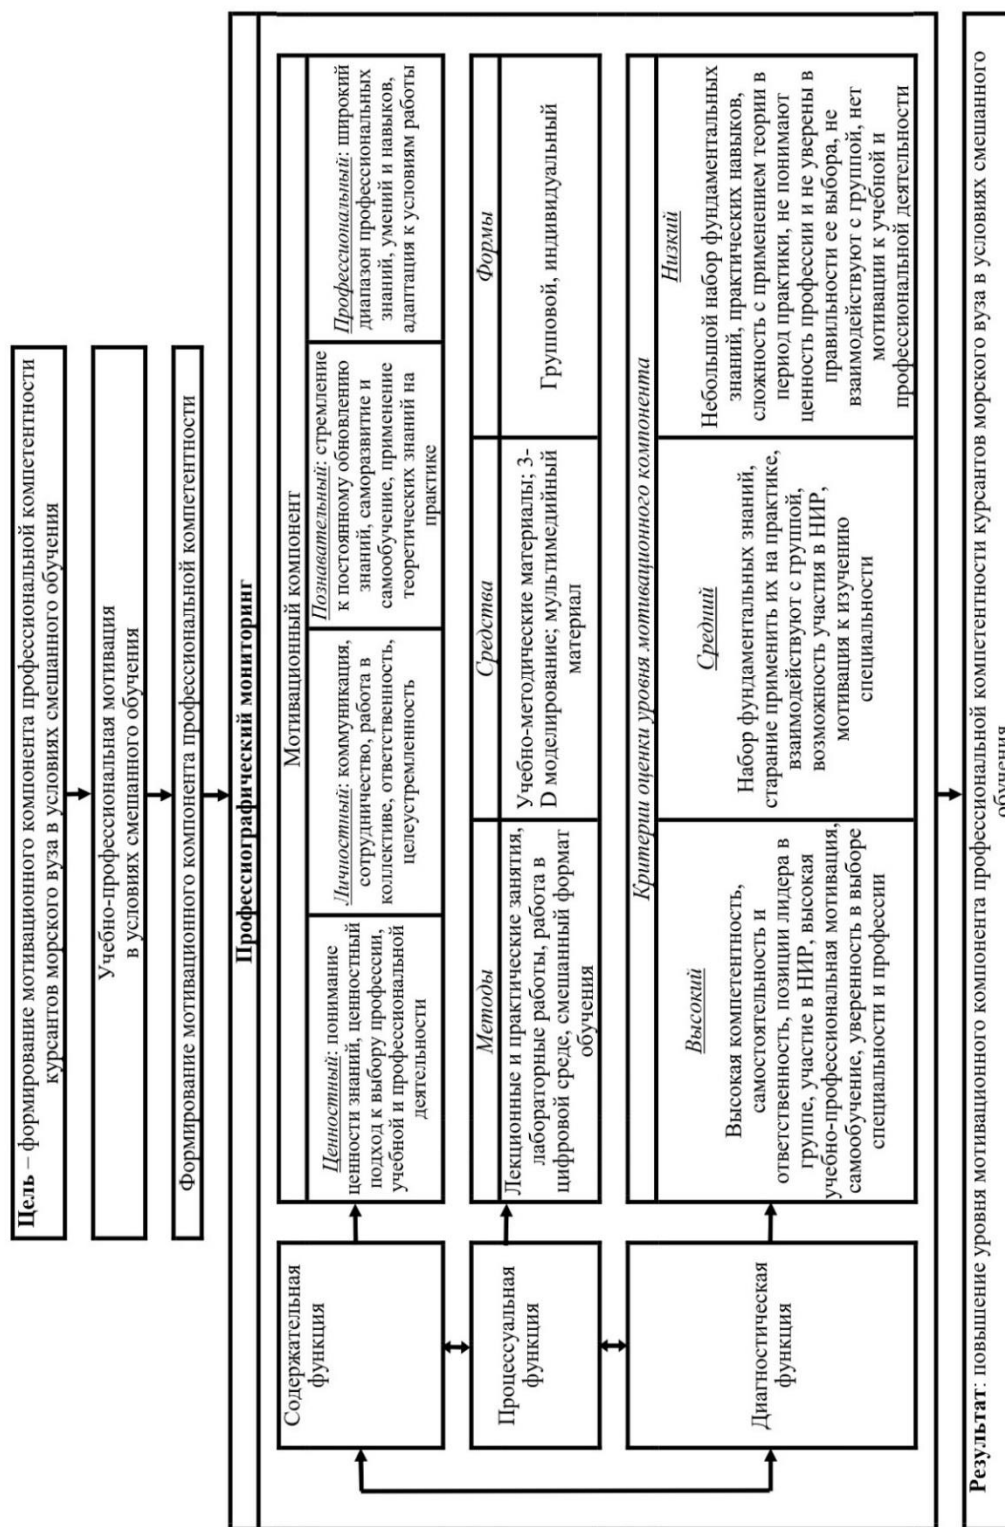 Цель – формирование мотивационного компонента профессиональной компетентности
курсантов морского вуза в условиях смешанного обучения
Учебно-профессиональная мотивация
в условиях смешанного обучения
Формирование мотивационного компонента профессиональной компетентности
Профессиографический мониторинг
Содержательная
функция
Мотивационный компонент
Ценностный: понимание
ценности знаний, ценностный
подход к выбору профессии,
учебной и профессиональной
деятельности
Личностный: коммуникация,
сотрудничество, работа в
коллективе, ответственность,
целеустремленность
Познавательный: стремление
к постоянному обновлению
знаний, саморазвитие и
самообучение, применение
теоретических знаний на
практике
Профессиональный: широкий
диапазон профессиональных
знаний, умений и навыков,
адаптация к условиям работы
Процессуальная
функция
Методы
Лекционные и практические занятия,
лабораторные работы, работа в
цифровой среде, смешанный формат
обучения
Средства
Учебно-методические материалы; 3-
D моделирование; мультимедийный
материал
Формы
Групповой, индивидуальный
Диагностическая
функция
Критерии оценки уровня мотивационного компонента
Высокий
Высокая компетентность,
самостоятельность и
ответственность, позиции лидера в
группе, участие в НИР, высокая
учебно-профессиональная мотивация,
самообучение, уверенность в выборе
специальности и профессии
Средний
Набор фундаментальных знаний,
старание применить их на практике,
взаимодействуют с группой,
возможность участия в НИР,
мотивация к изучению
специальности
Низкий
Небольшой набор фундаментальных
знаний, практических навыков,
сложность с применением теории в
период практики, не понимают
ценность профессии и не уверены в
правильности ее выбора, не
взаимодействуют с группой, нет
мотивации к учебной и
профессиональной деятельности
Результат: повышение уровня мотивационного компонента профессиональной компетентности курсантов морского вуза в условиях смешанного
обучения